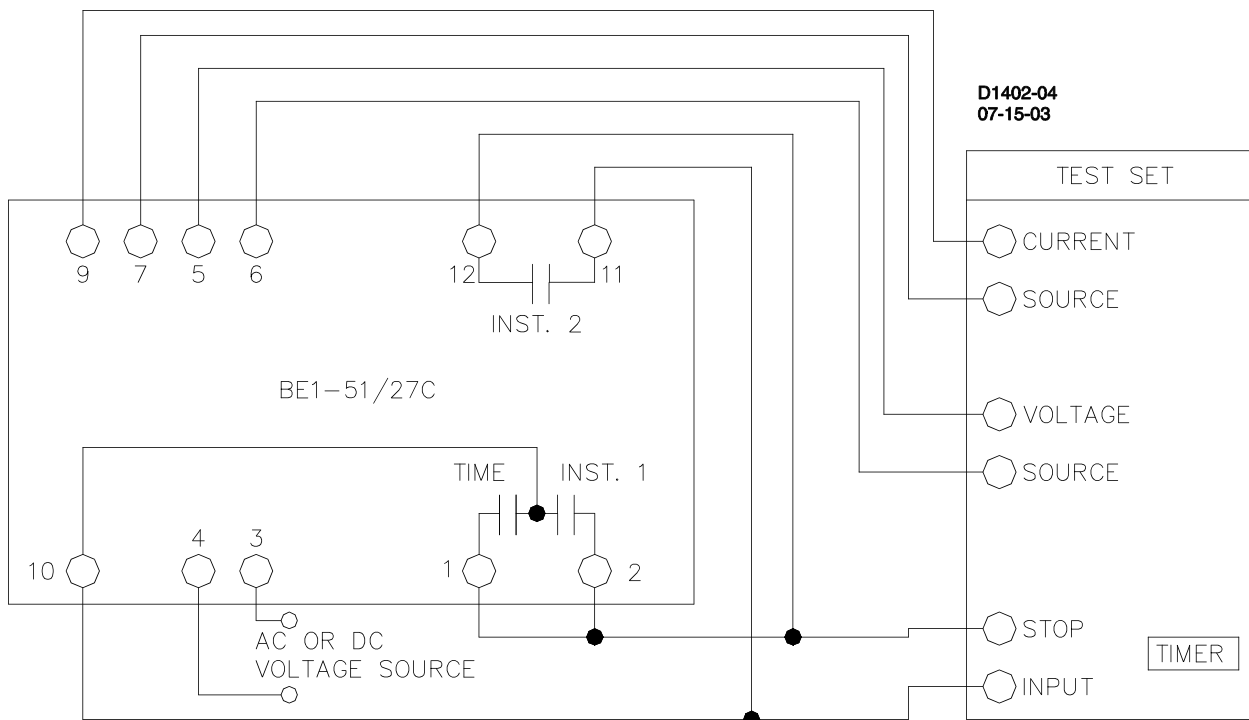 D1402-04
07-15-03
TEST SET
CURRENT
SOURCE
VOLTAGE
SOURCE
STOP
TIMER
INPUT
9
7
5
6
12
11
INST. 2
BE1-51/27C
TIME
INST. 1
4
3
10
1
2
AC OR DC
VOLTAGE SOURCE